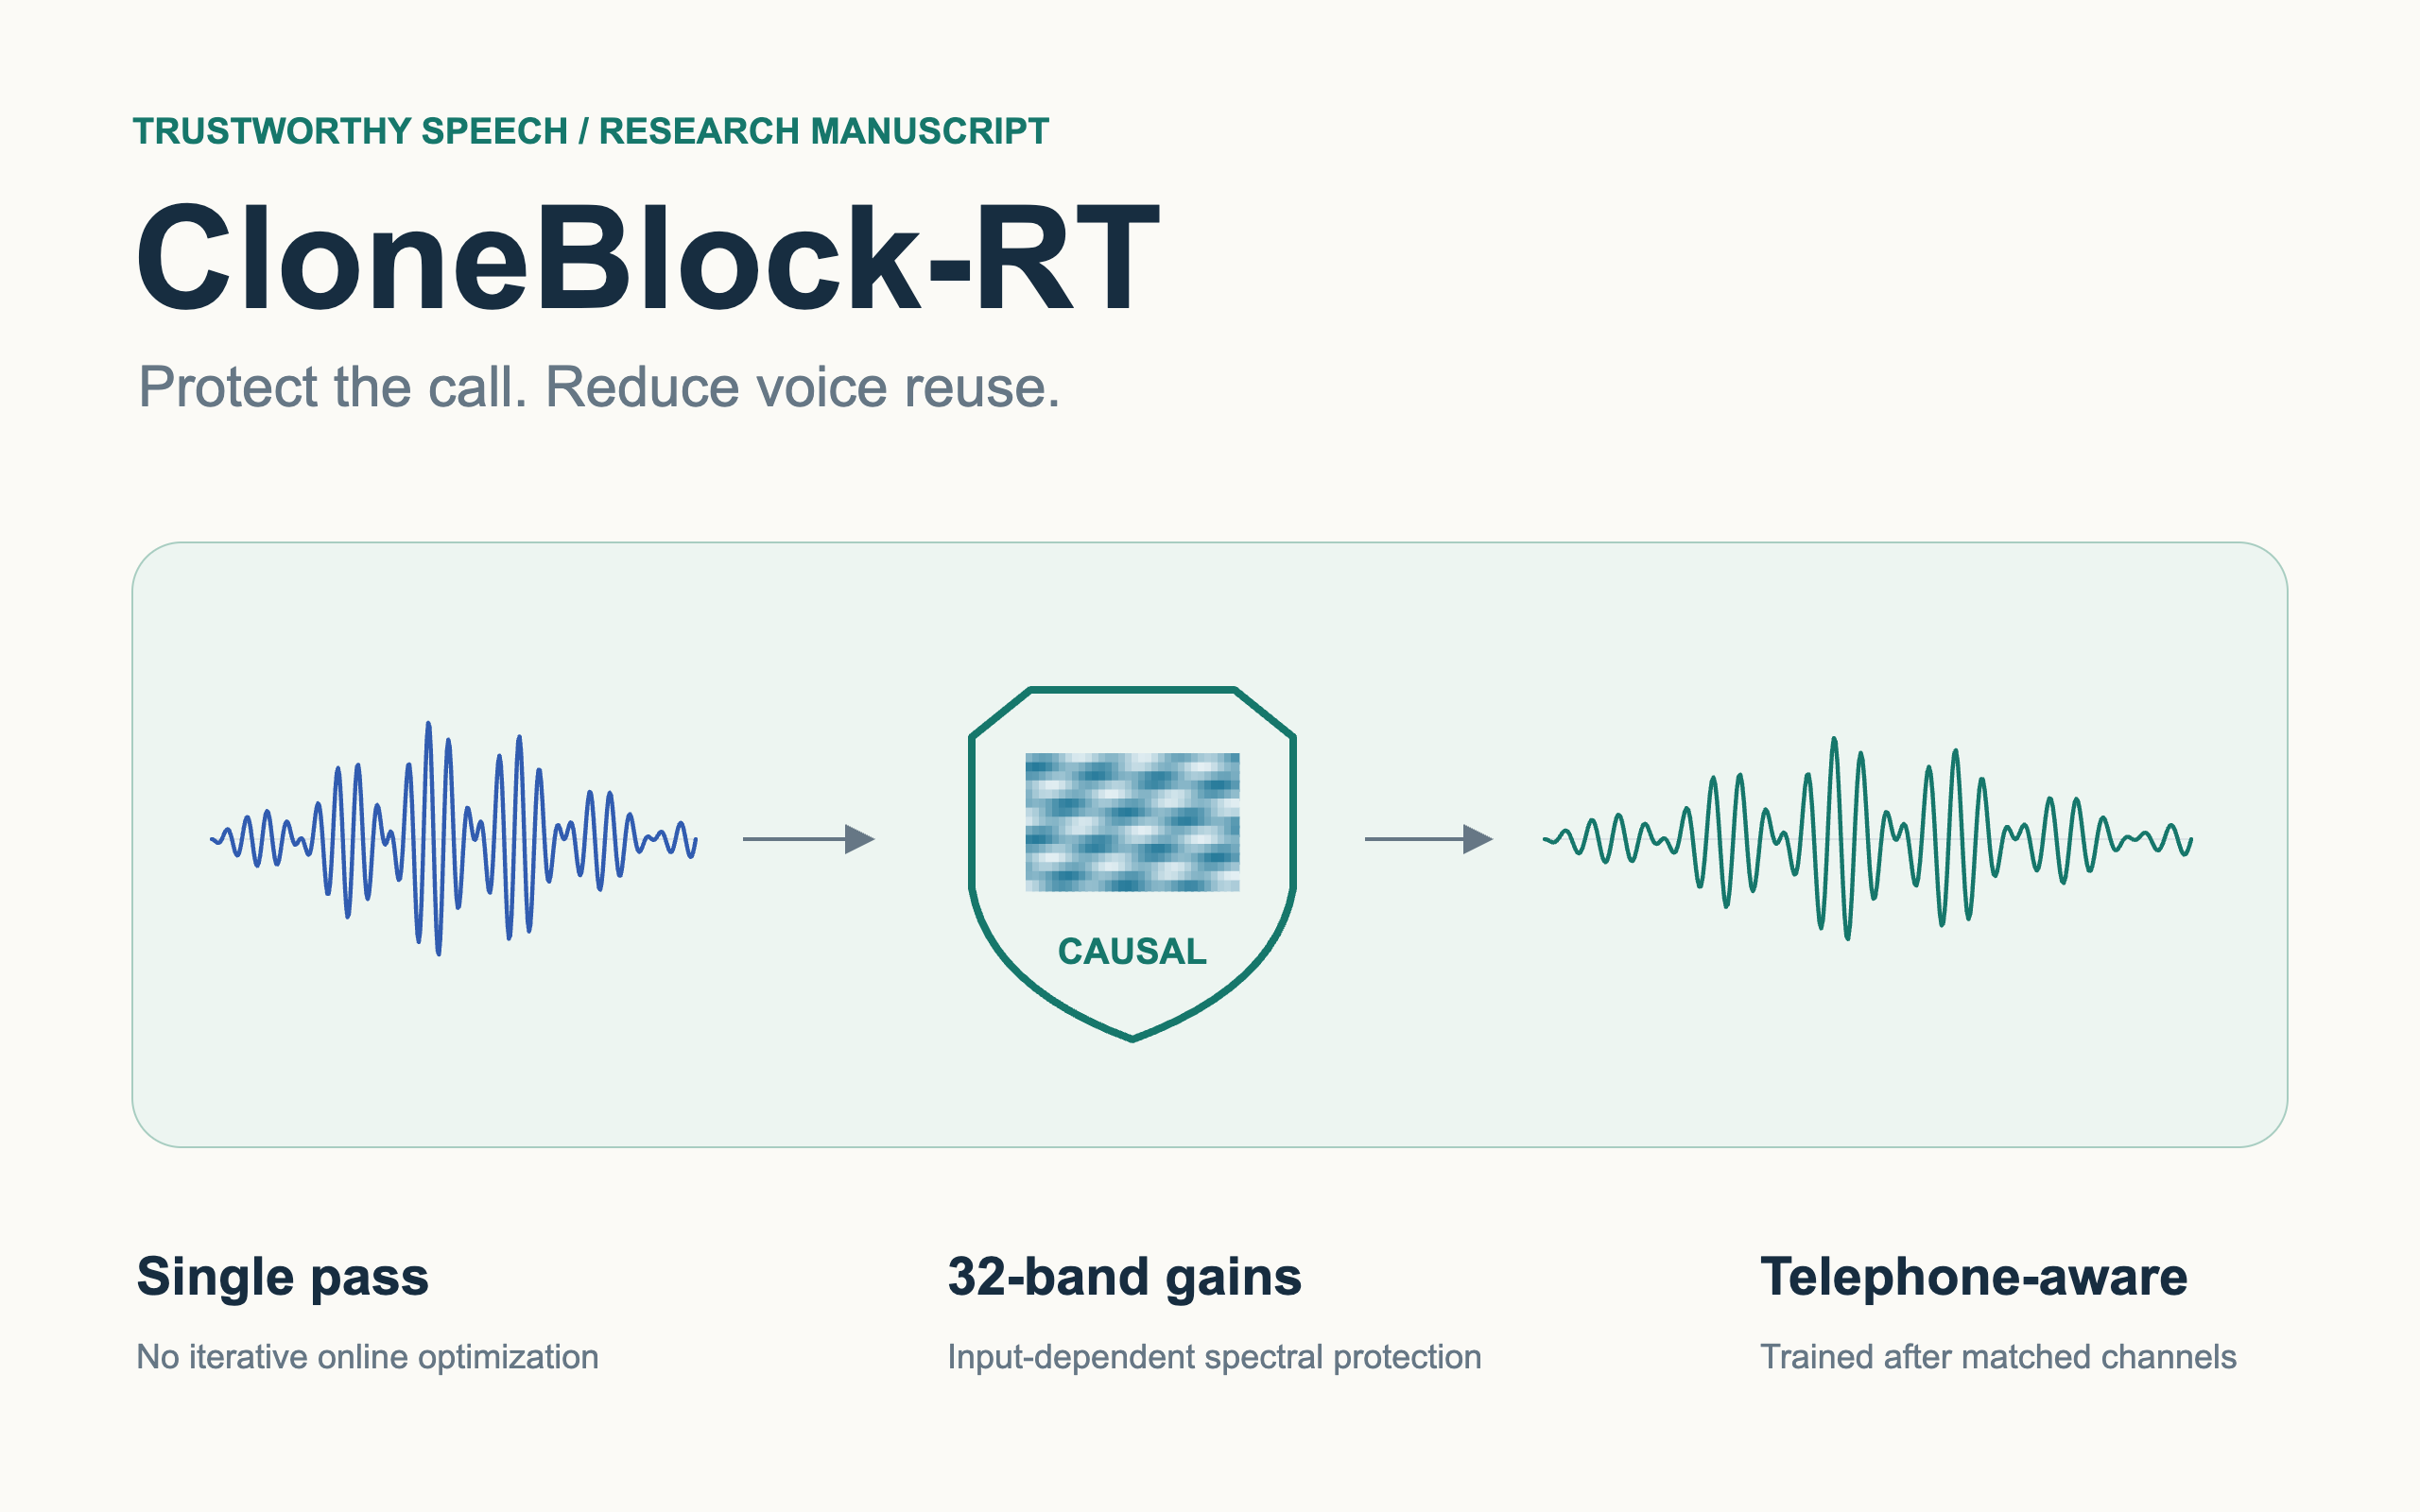 TRUSTWORTHY SPEECH / RESEARCH MANUSCRIPT
CloneBlock-RT
Protect the call. Reduce voice reuse.
CAUSAL
Single pass
No iterative online optimization
32-band gains
Input-dependent spectral protection
Telephone-aware
Trained after matched channels